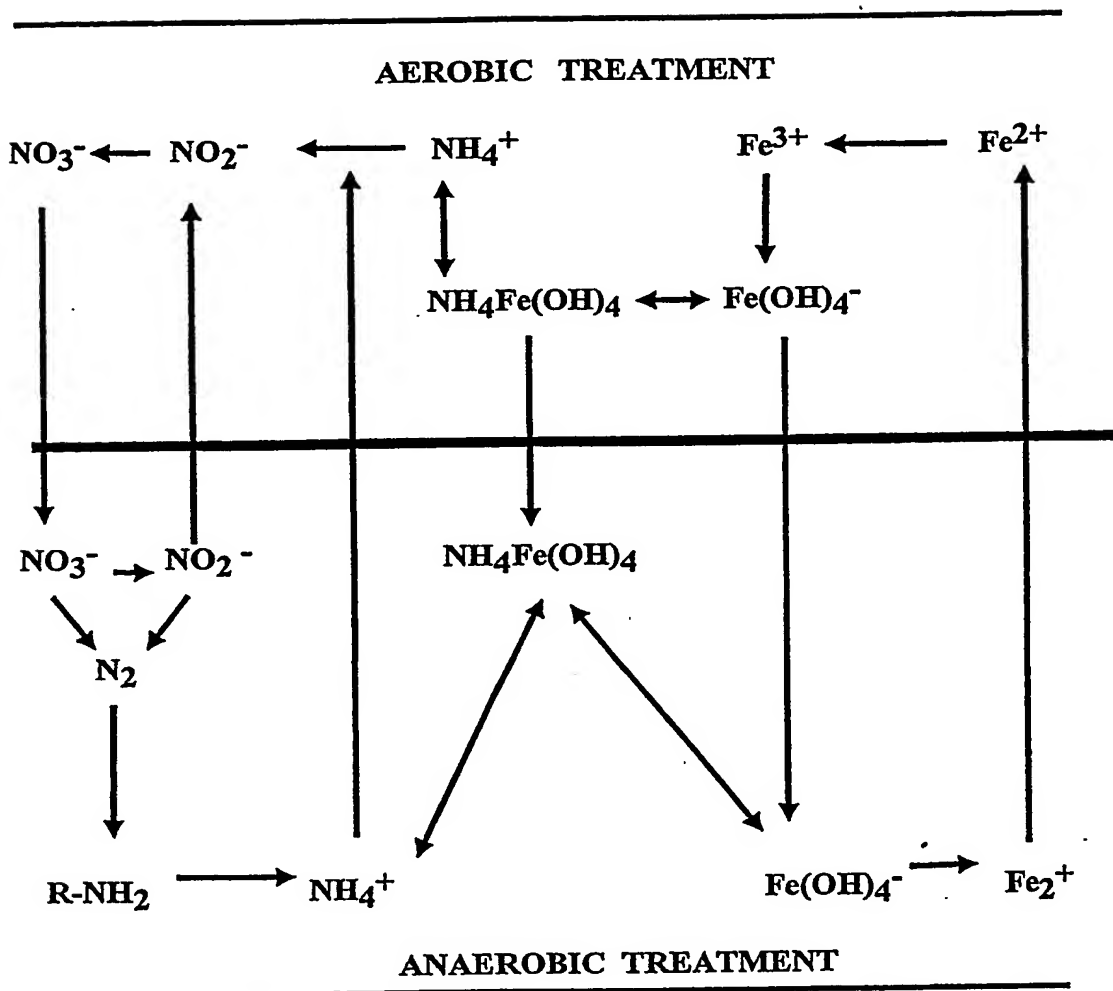 AEROBIC TREATMENT
NO₃⁻ NO₂⁻ NH₄⁺ Fe³⁺ Fe²⁺
NH₄Fe(OH)₄ Fe(OH)₄⁻
NO₃⁻ NO₂⁻ NH₄Fe(OH)₄
N₂
R-NH₂ NH₄⁺ Fe(OH)₄⁻ Fe₂⁺
ANAEROBIC TREATMENT